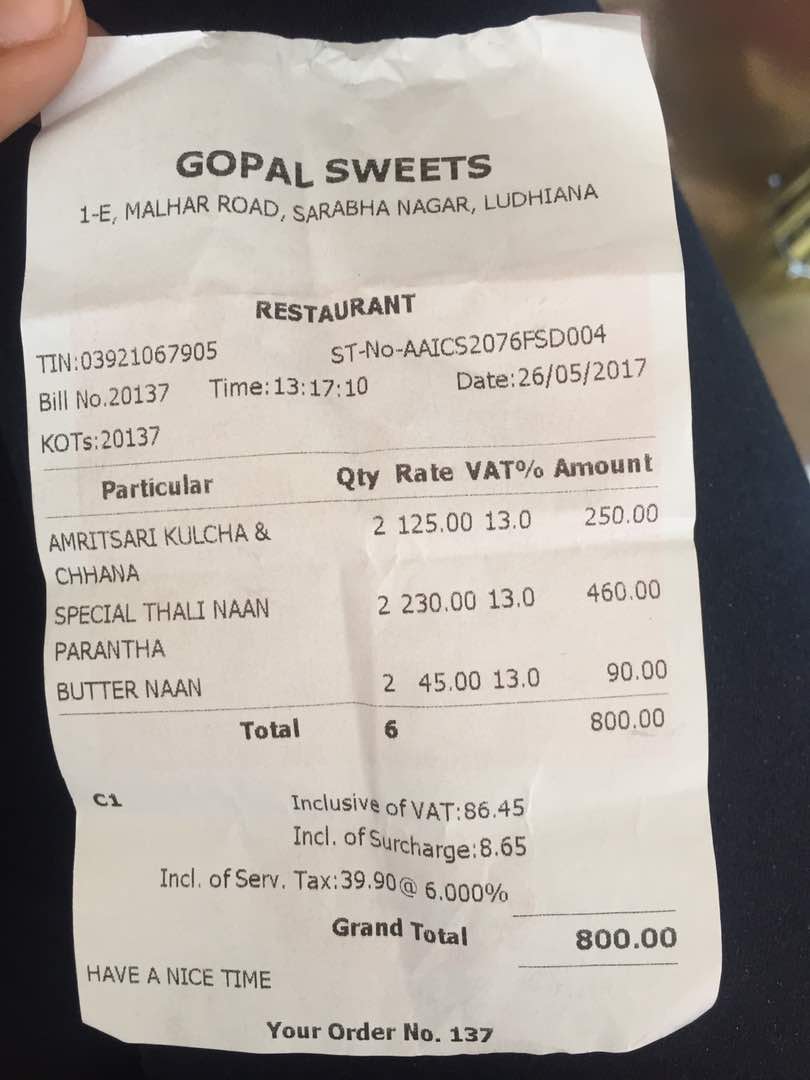 GOPAL SWEETS
1-E, MALHAR ROAD, SARABHA NAGAR, LUDHIANA
RESTAURANT
TIN:03921067905 ST-No-AAICS2076FSD004
Bill No.20137 Time:13:17:10 Date:26/05/2017
KOTs:20137
Particular Qty Rate VAT% Amount
AMRITSARI KULCHA & 2 125.00 13.0 250.00
CHHANA
SPECIAL THALI NAAN 2 230.00 13.0 460.00
PARANTHA
BUTTER NAAN 2 45.00 13.0 90.00
Total 6 800.00
C1 Inclusive of VAT:86.45
Incl. of Surcharge:8.65
Incl. of Serv. Tax:39.90@ 6.000%
Grand Total 800.00
HAVE A NICE TIME
Your Order No. 137